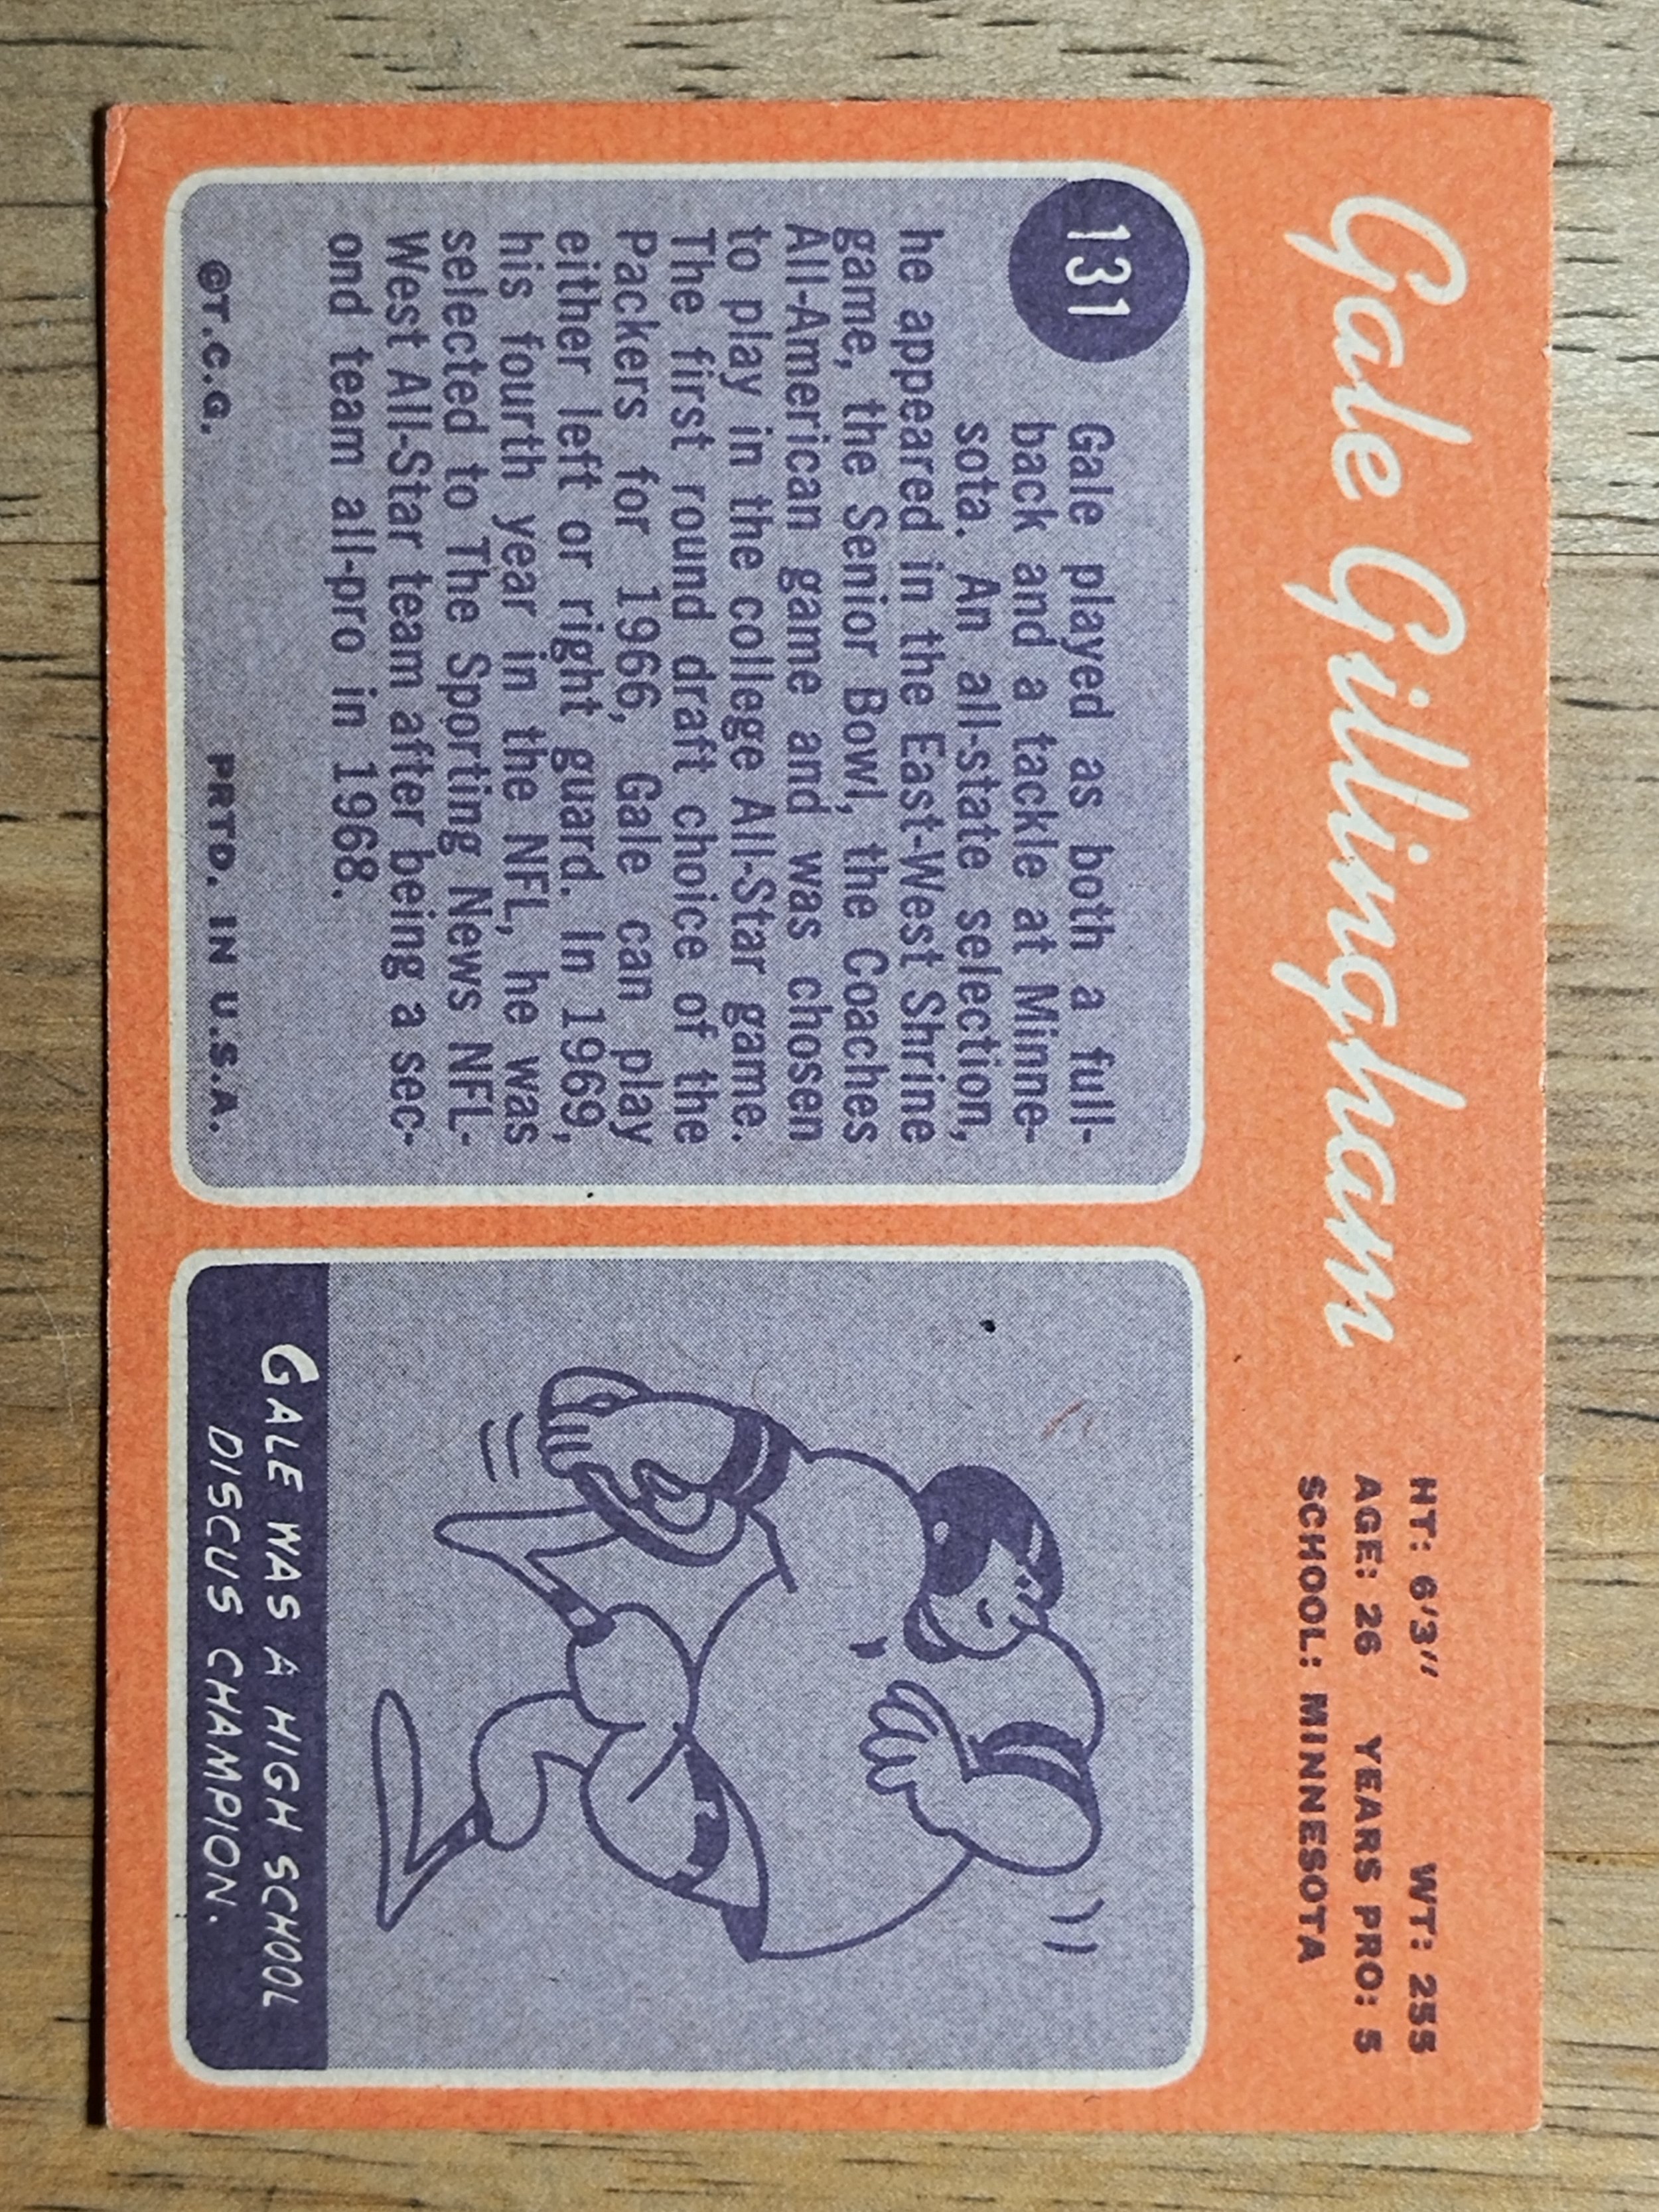 Gale Gillingham
HT: 6'3" WT: 255
AGE: 26 YEARS PRO: 5
SCHOOL: MINNESOTA
131
Gale played as both a full-
back and a tackle at Minne-
sota. An all-state selection,
he appeared in the East-West Shrine
game, the Senior Bowl, the Coaches
All-American game and was chosen
to play in the college All-Star game.
The first round draft choice of the
Packers for 1966, Gale can play
either left or right guard. In 1969,
his fourth year in the NFL, he was
selected to The Sporting News NFL-
West All-Star team after being a sec-
ond team all-pro in 1968.
©T.C.G. PRTD. IN U.S.A.
GALE WAS A HIGH SCHOOL
DISCUS CHAMPION.